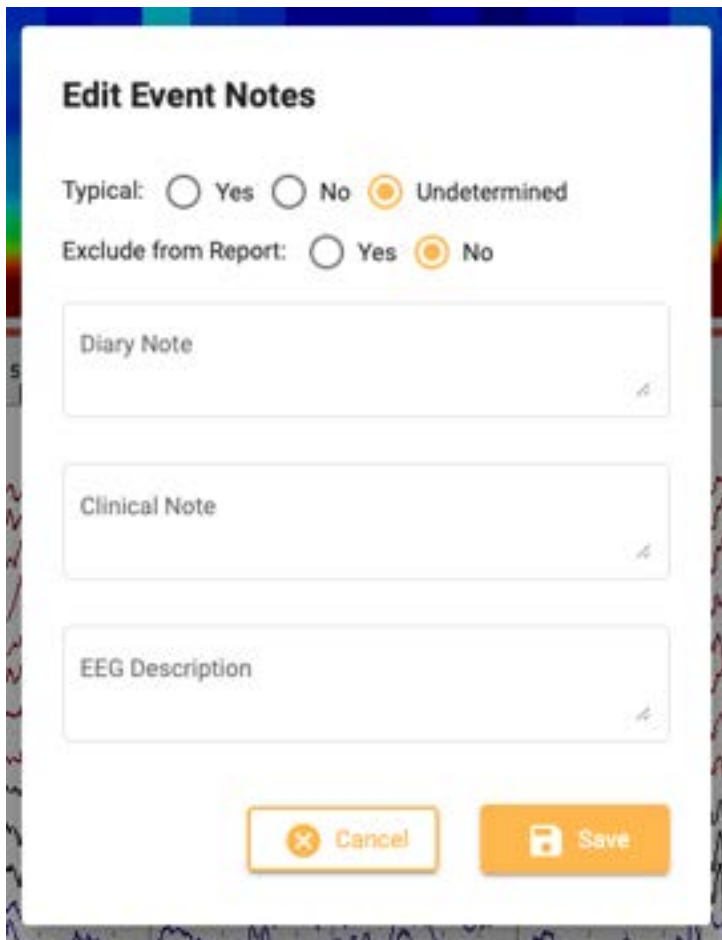 Edit Event Notes
Typical: Yes No Undetermined
Exclude from Report: Yes No
Diary Note
Clinical Note
EEG Description
Cancel Save